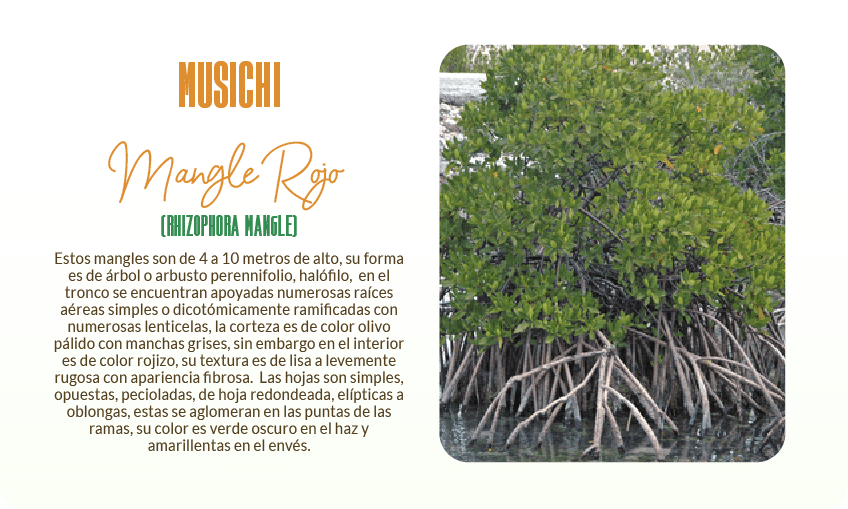 MUSICHI
Mangle Rojo
(RHIZOPHORA MANGLE)
Estos mangles son de 4 a 10 metros de alto, su forma
es de árbol o arbusto perennifolio, halófilo, en el
tronco se encuentran apoyadas numerosas raíces
aéreas simples o dicotómicamente ramificadas con
numerosas lenticelas, la corteza es de color olivo
pálido con manchas grises, sin embargo en el interior
es de color rojizo, su textura es de lisa a levemente
rugosa con apariencia fibrosa. Las hojas son simples,
opuestas, pecioladas, de hoja redondeada, elípticas a
oblongas, estas se aglomeran en las puntas de las
ramas, su color es verde oscuro en el haz y
amarillentas en el envés.